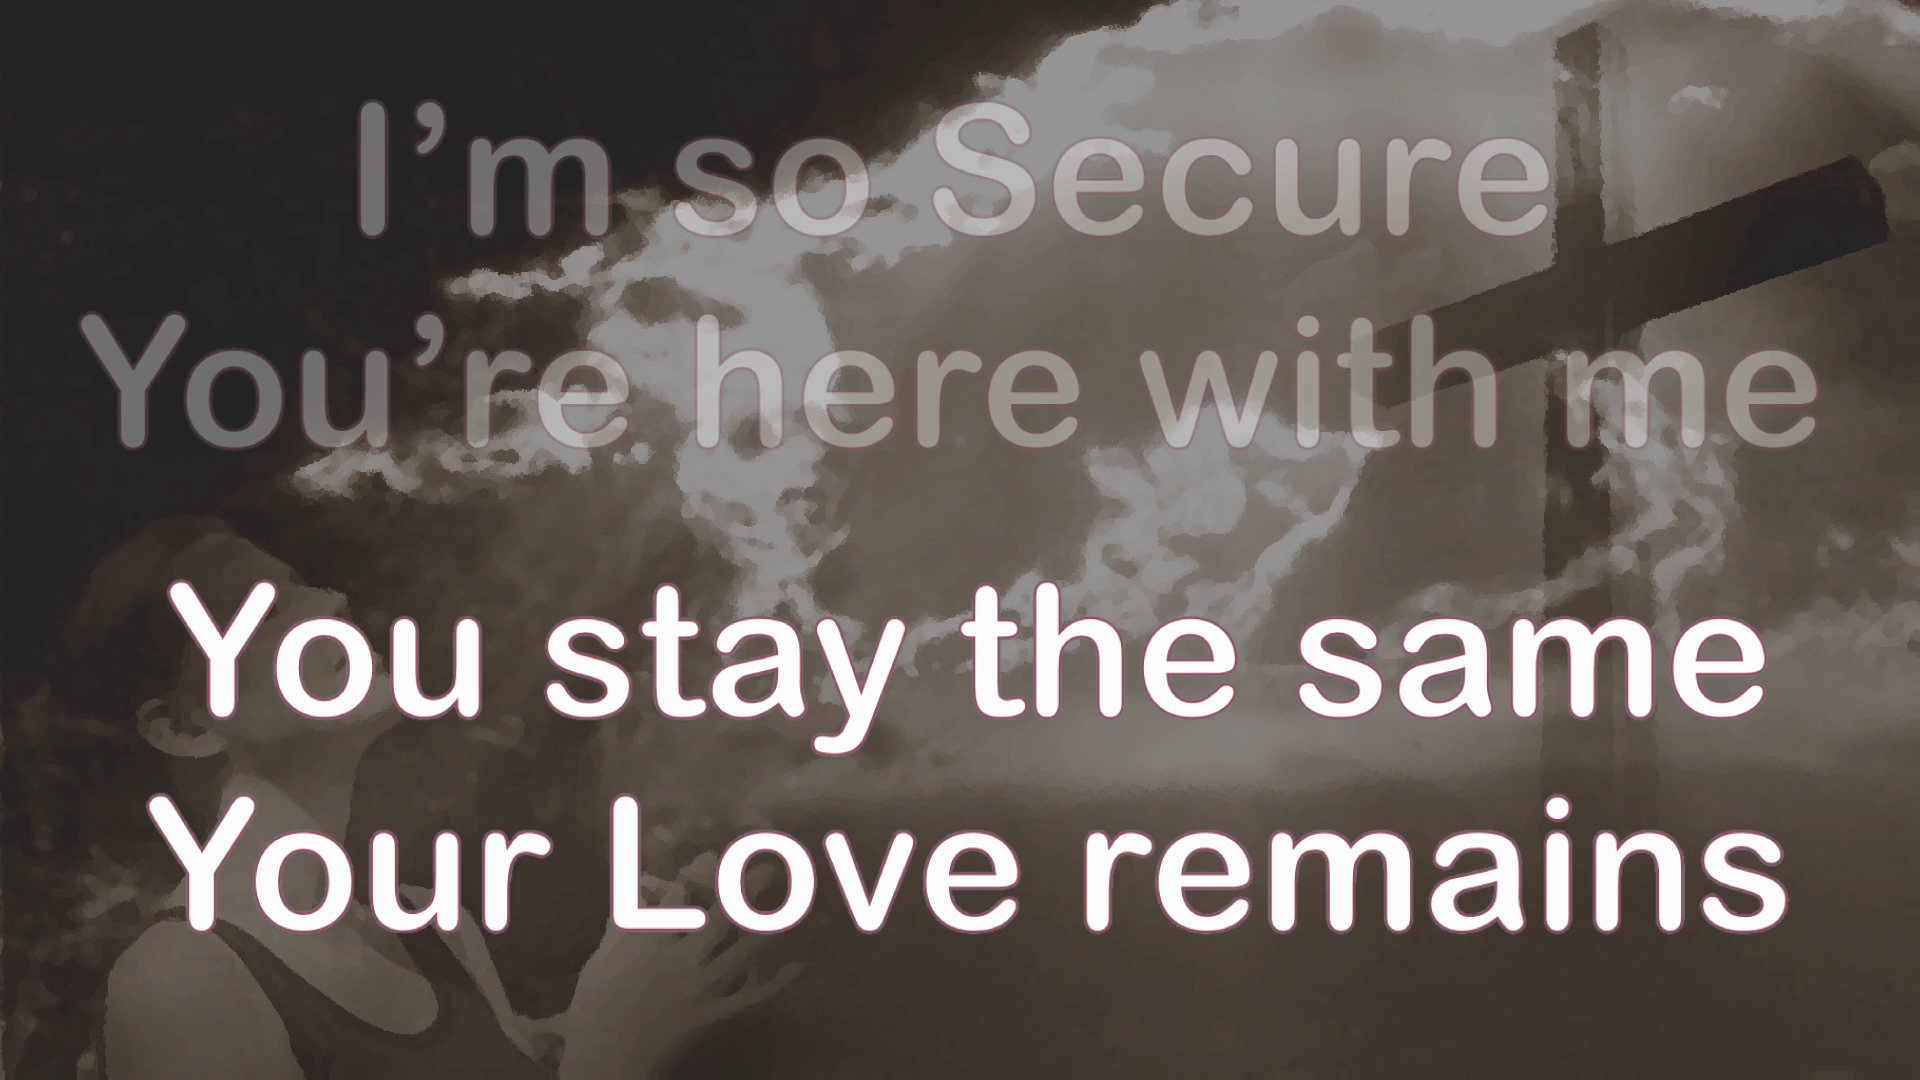 I’m so Secure
You’re here with me
You stay the same
Your Love remains